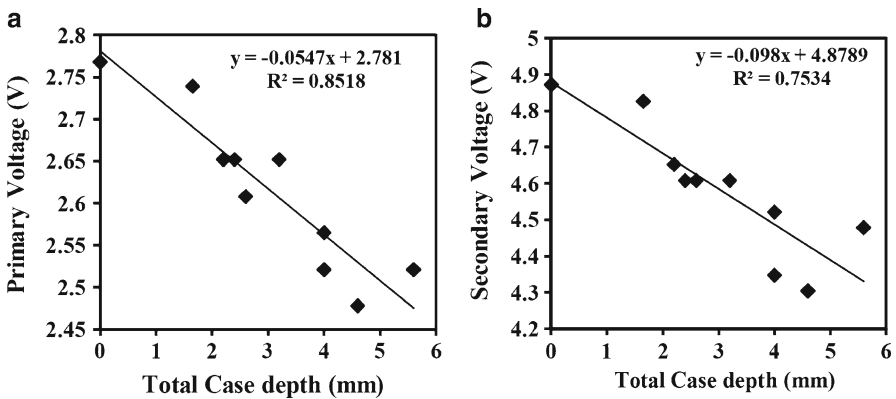 a
2.8
2.75
2.7
2.65
2.6
2.55
2.5
2.45
Primary Voltage (V)
y = -0.0547x + 2.781
R² = 0.8518
0 1 2 3 4 5 6
Total Case depth (mm)
b
5
4.9
4.8
4.7
4.6
4.5
4.4
4.3
4.2
Secondary Voltage (V)
y = -0.098x + 4.8789
R² = 0.7534
0 1 2 3 4 5 6
Total Case depth (mm)